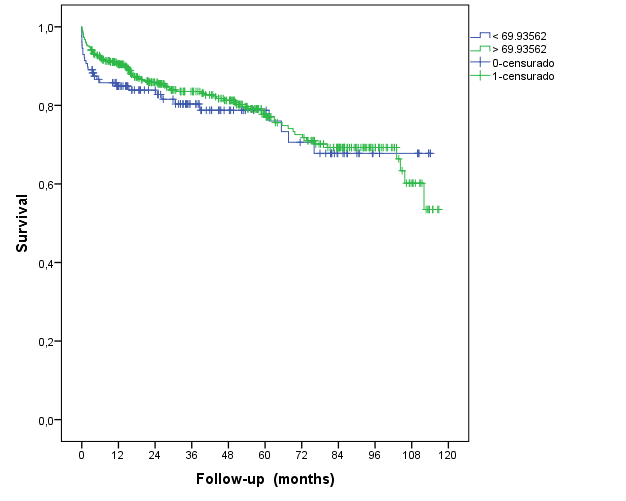 1,0
0,8
0,6
0,4
0,2
0,0
Survival
0 12 24 36 48 60 72 84 96 108 120
Follow-up (months)
< 69.93562
> 69.93562
0-censurado
1-censurado